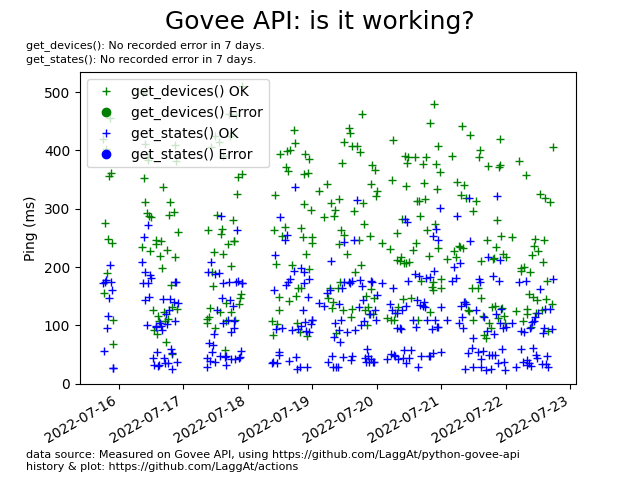 Govee API: is it working?
get_devices(): No recorded error in 7 days.
get_states(): No recorded error in 7 days.
get_devices() OK
get_devices() Error
get_states() OK
get_states() Error
Ping (ms)
500
400
300
200
100
0
2022-07-16
2022-07-17
2022-07-18
2022-07-19
2022-07-20
2022-07-21
2022-07-22
2022-07-23
data source: Measured on Govee API, using https://github.com/LaggAt/python-govee-api
history & plot: https://github.com/LaggAt/actions